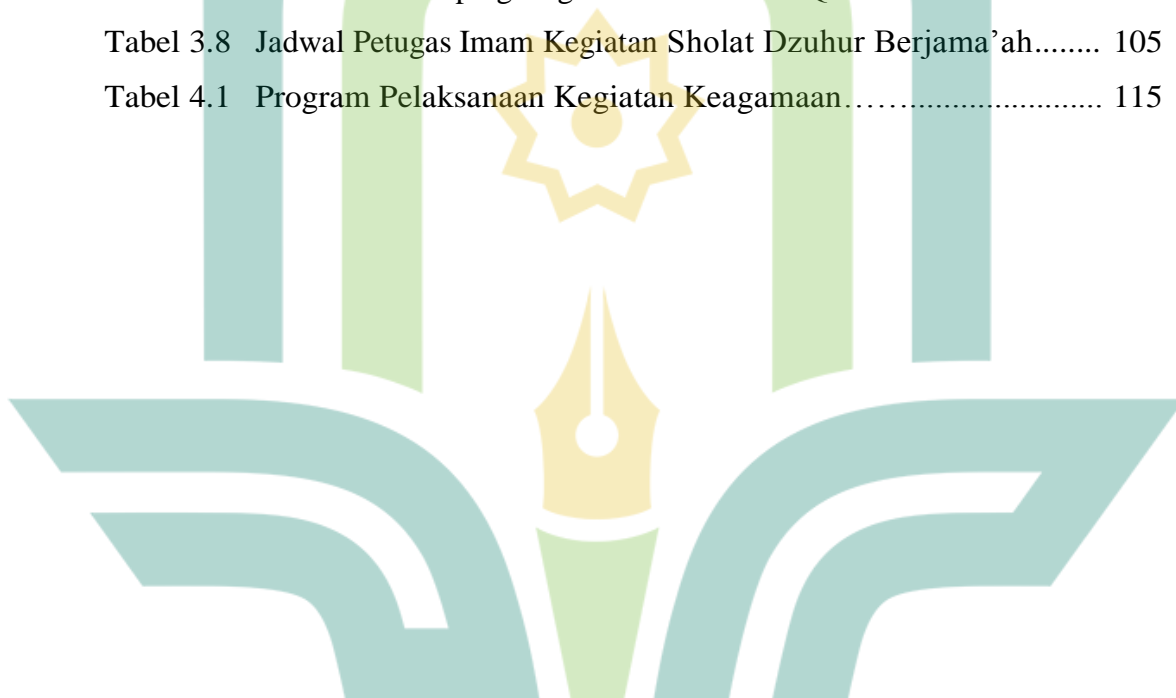 Tabel 3.8 Jadwal Petugas Imam Kegiatan Sholat Dzuhur Berjama’ah........ 105
Tabel 4.1 Program Pelaksanaan Kegiatan Keagamaan…….......................... 115